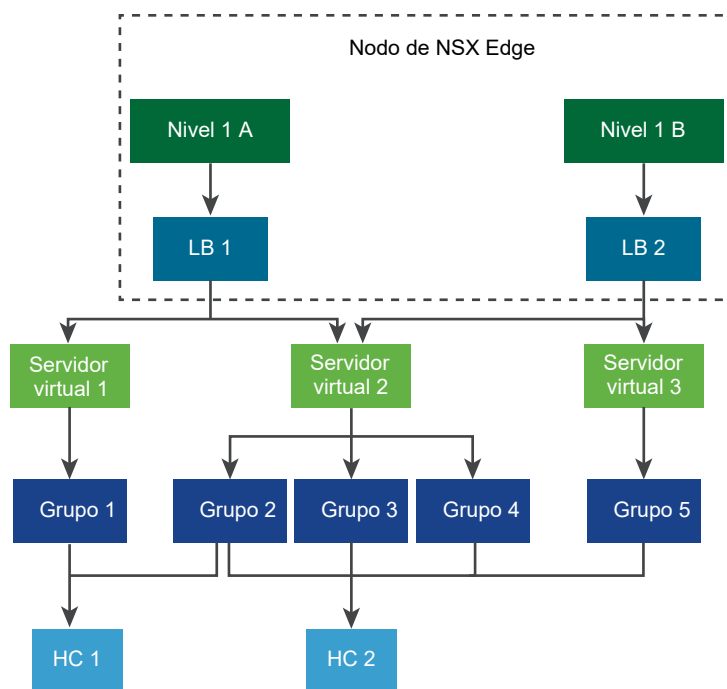 Nodo de NSX Edge
Nivel 1 A
Nivel 1 B
LB 1
LB 2
Servidor
virtual 1
Servidor
virtual 2
Servidor
virtual 3
Grupo 1
Grupo 2
Grupo 3
Grupo 4
Grupo 5
HC 1
HC 2